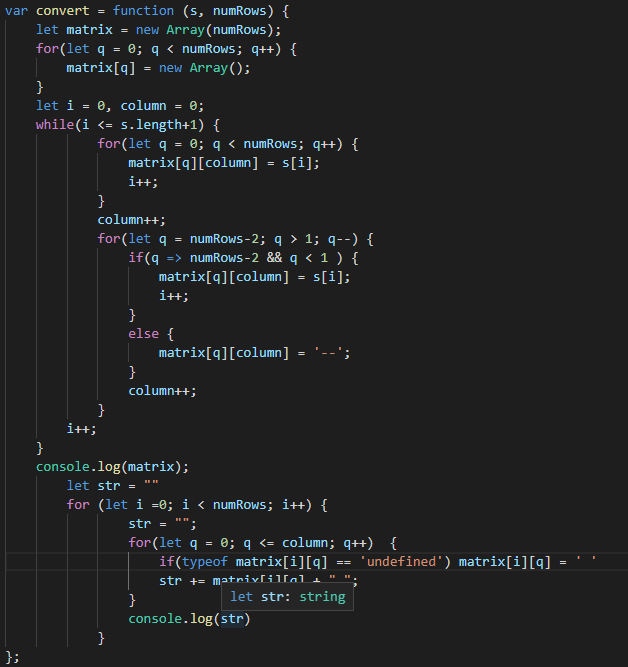 var convert = function (s, numRows) {
    let matrix = new Array(numRows);
    for(let q = 0; q < numRows; q++) {
        matrix[q] = new Array();
    }
    let i = 0, column = 0;
    while(i <= s.length+1) {
            for(let q = 0; q < numRows; q++) {
                matrix[q][column] = s[i];
                i++;
            }
            column++;
            for(let q = numRows-2; q > 1; q--) {
                if(q => numRows-2 && q < 1 ) {
                    matrix[q][column] = s[i];
                    i++;
                }
                else {
                    matrix[q][column] = '--';
                }
                column++;
            }
        i++;
    }
    console.log(matrix);
        let str = ""
        for (let i =0; i < numRows; i++) {
                str = "";
                for(let q = 0; q <= column; q++)  {
                    if(typeof matrix[i][q] == 'undefined') matrix[i][q] = ' '
                    str += matrix[i][q] + " ";
let str: string
                }
                console.log(str)
            }
};